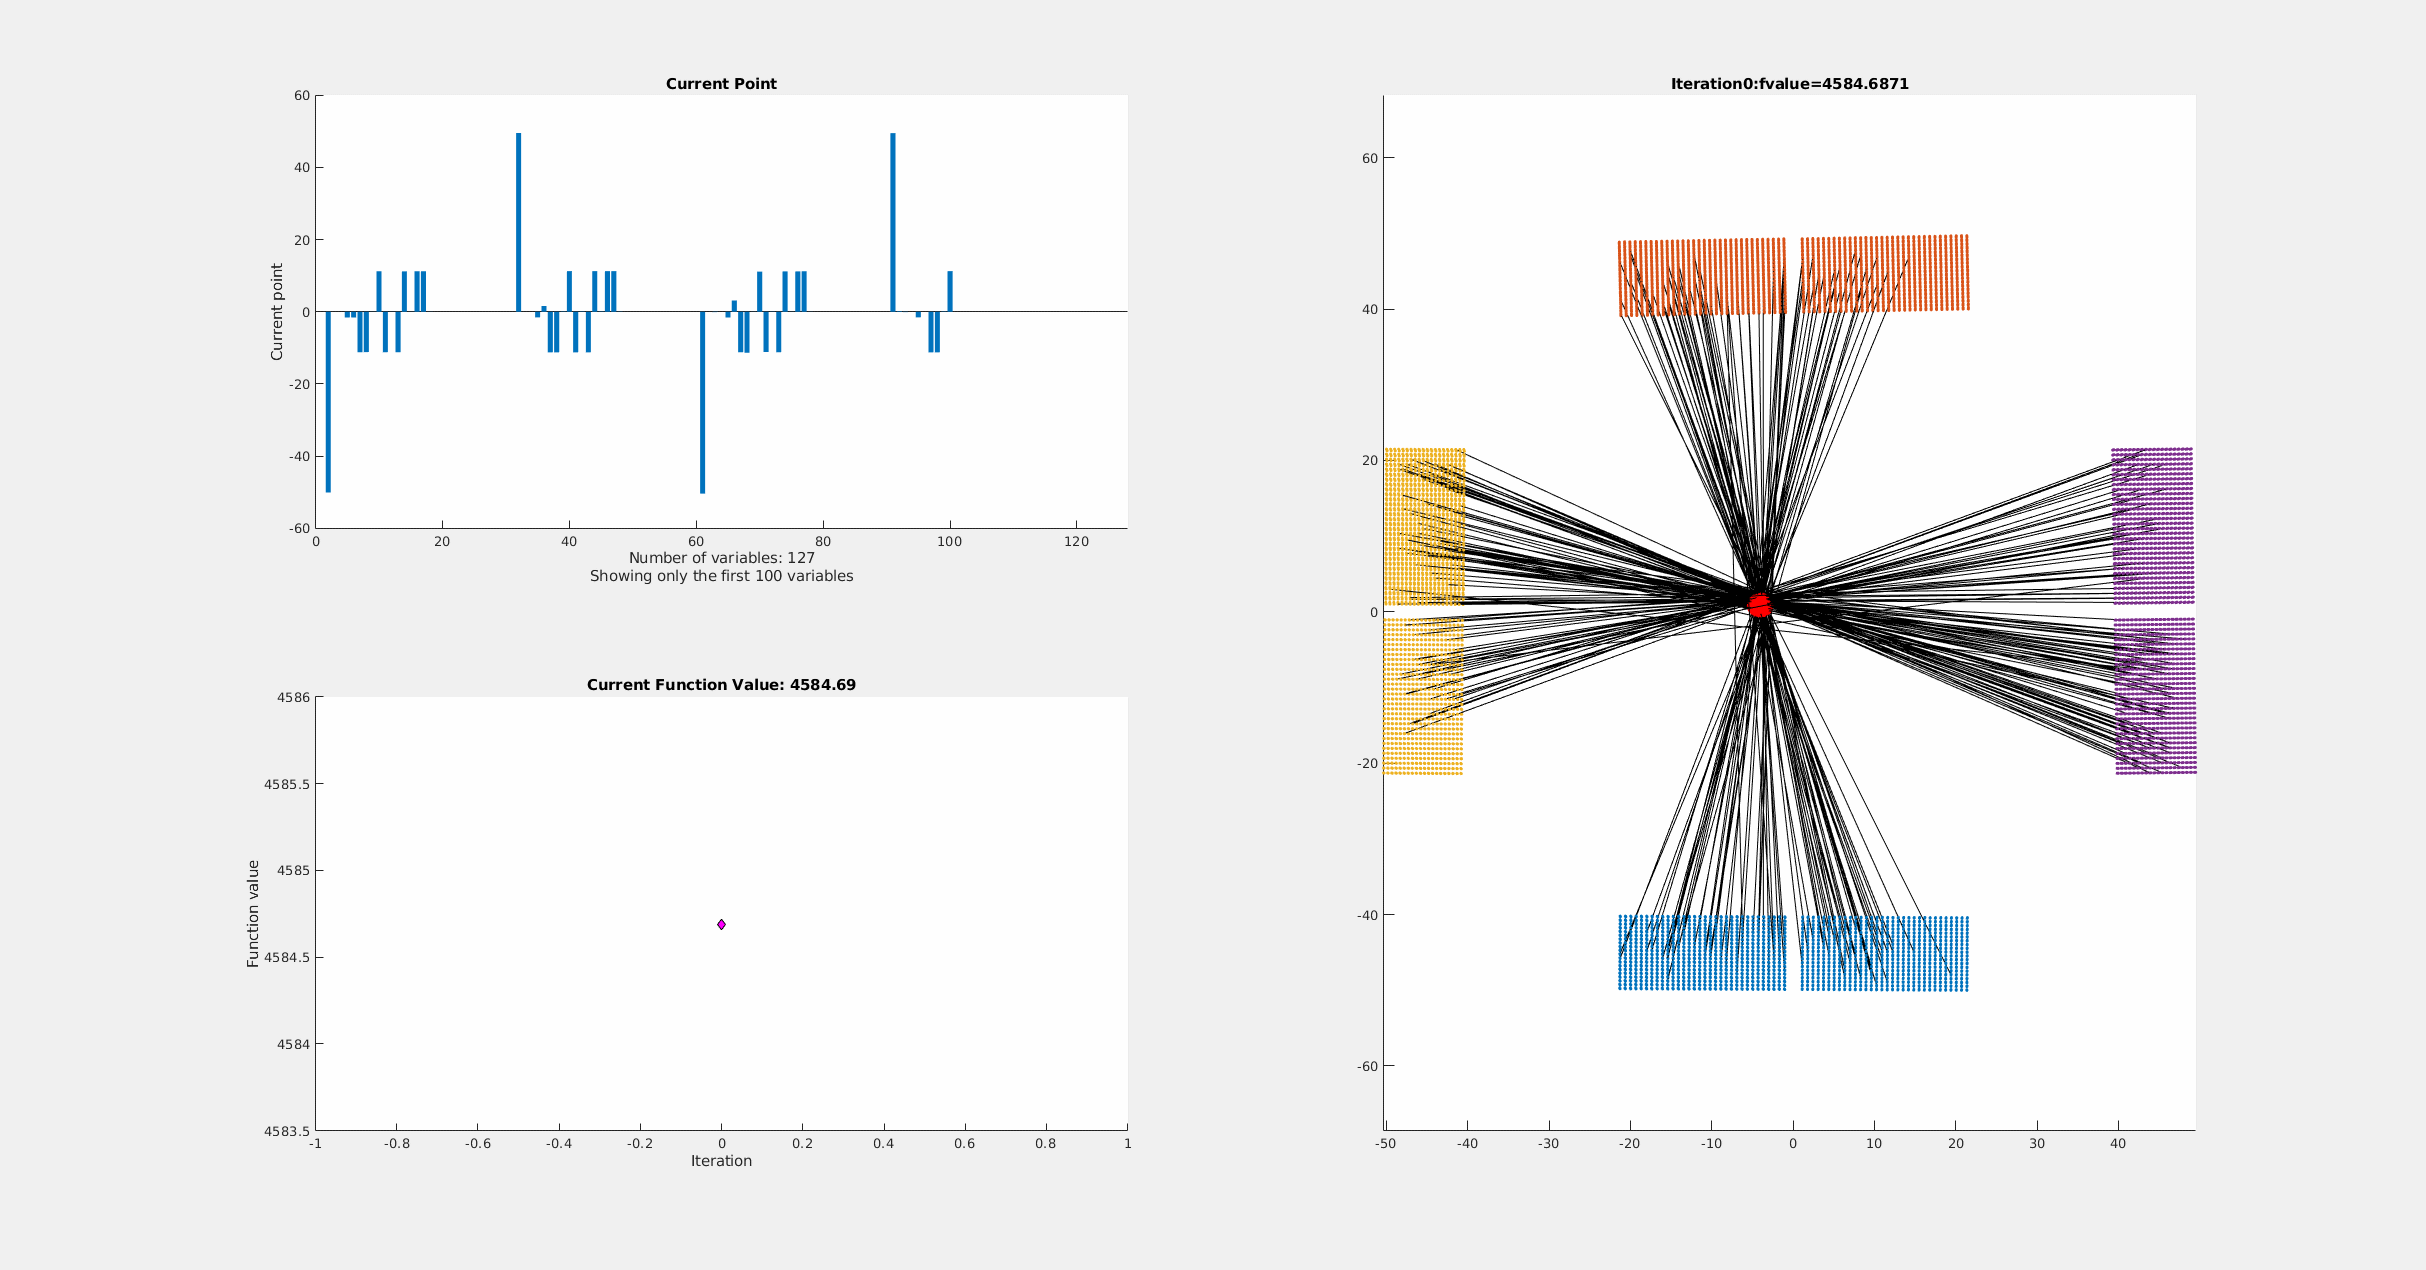 Current Point
60
40
20
0
-20
-40
-60
Current point
0 20 40 60 80 100 120
Number of variables: 127
Showing only the first 100 variables
Current Function Value: 4584.69
4586
4585.5
4585
4584.5
4584
4583.5
Function value
-1 -0.8 -0.6 -0.4 -0.2 0 0.2 0.4 0.6 0.8 1
Iteration
Iteration0:fvalue=4584.6871
60
40
20
0
-20
-40
-60
-50 -40 -30 -20 -10 0 10 20 30 40